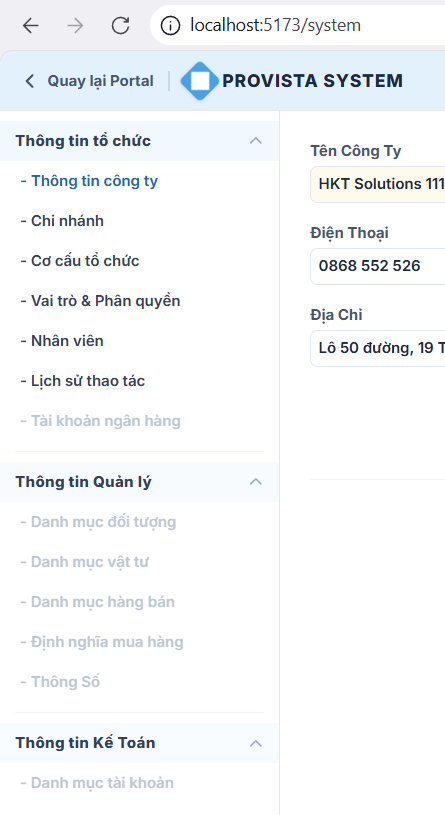 localhost:5173/system
Quay lại Portal | PROVISTA SYSTEM
Thông tin tổ chức
- Thông tin công ty
- Chi nhánh
- Cơ cấu tổ chức
- Vai trò & Phân quyền
- Nhân viên
- Lịch sử thao tác
- Tài khoản ngân hàng
Thông tin Quản lý
- Danh mục đối tượng
- Danh mục vật tư
- Danh mục hàng bán
- Định nghĩa mua hàng
- Thông Số
Thông tin Kế Toán
- Danh mục tài khoản
Tên Công Ty
HKT Solutions 111
Điện Thoại
0868 552 526
Địa Chỉ
Lô 50 đường, 19 T